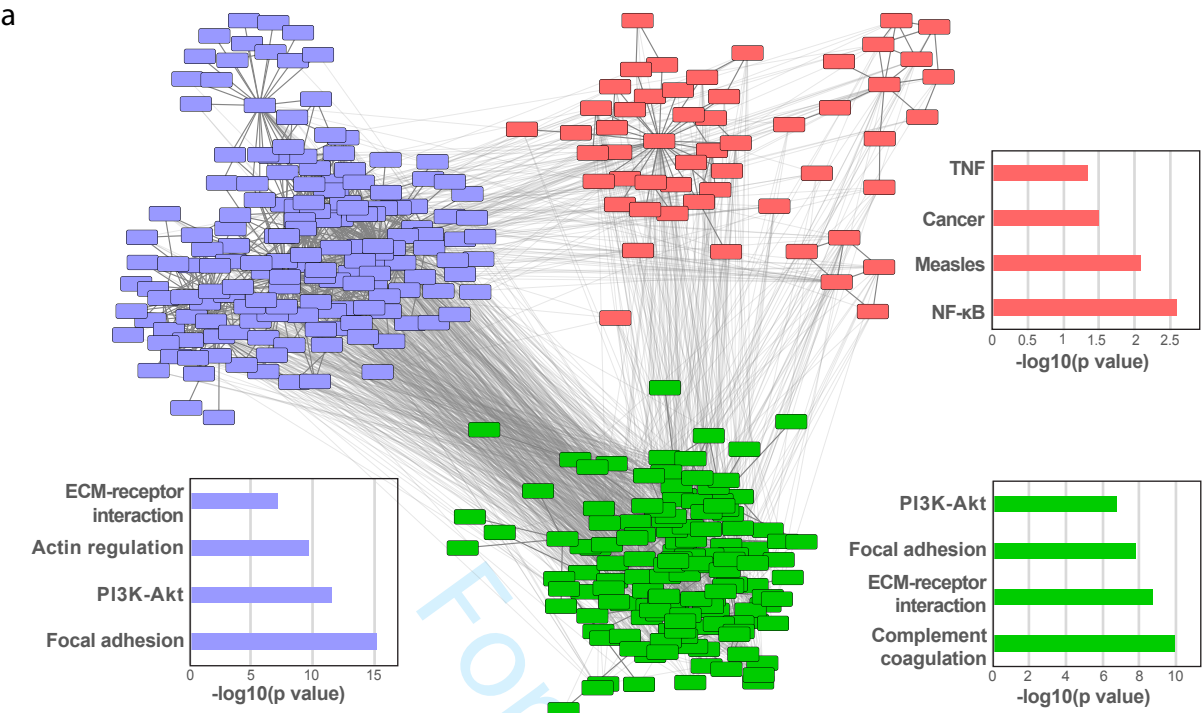 a
TNF
Cancer
Measles
NF-κB
0 0.5 1 1.5 2 2.5
-log10(p value)
ECM-receptor
interaction
Actin regulation
PI3K-Akt
Focal adhesion
0 5 10 15
-log10(p value)
PI3K-Akt
Focal adhesion
ECM-receptor
interaction
Complement
coagulation
0 2 4 6 8 10
-log10(p value)
For